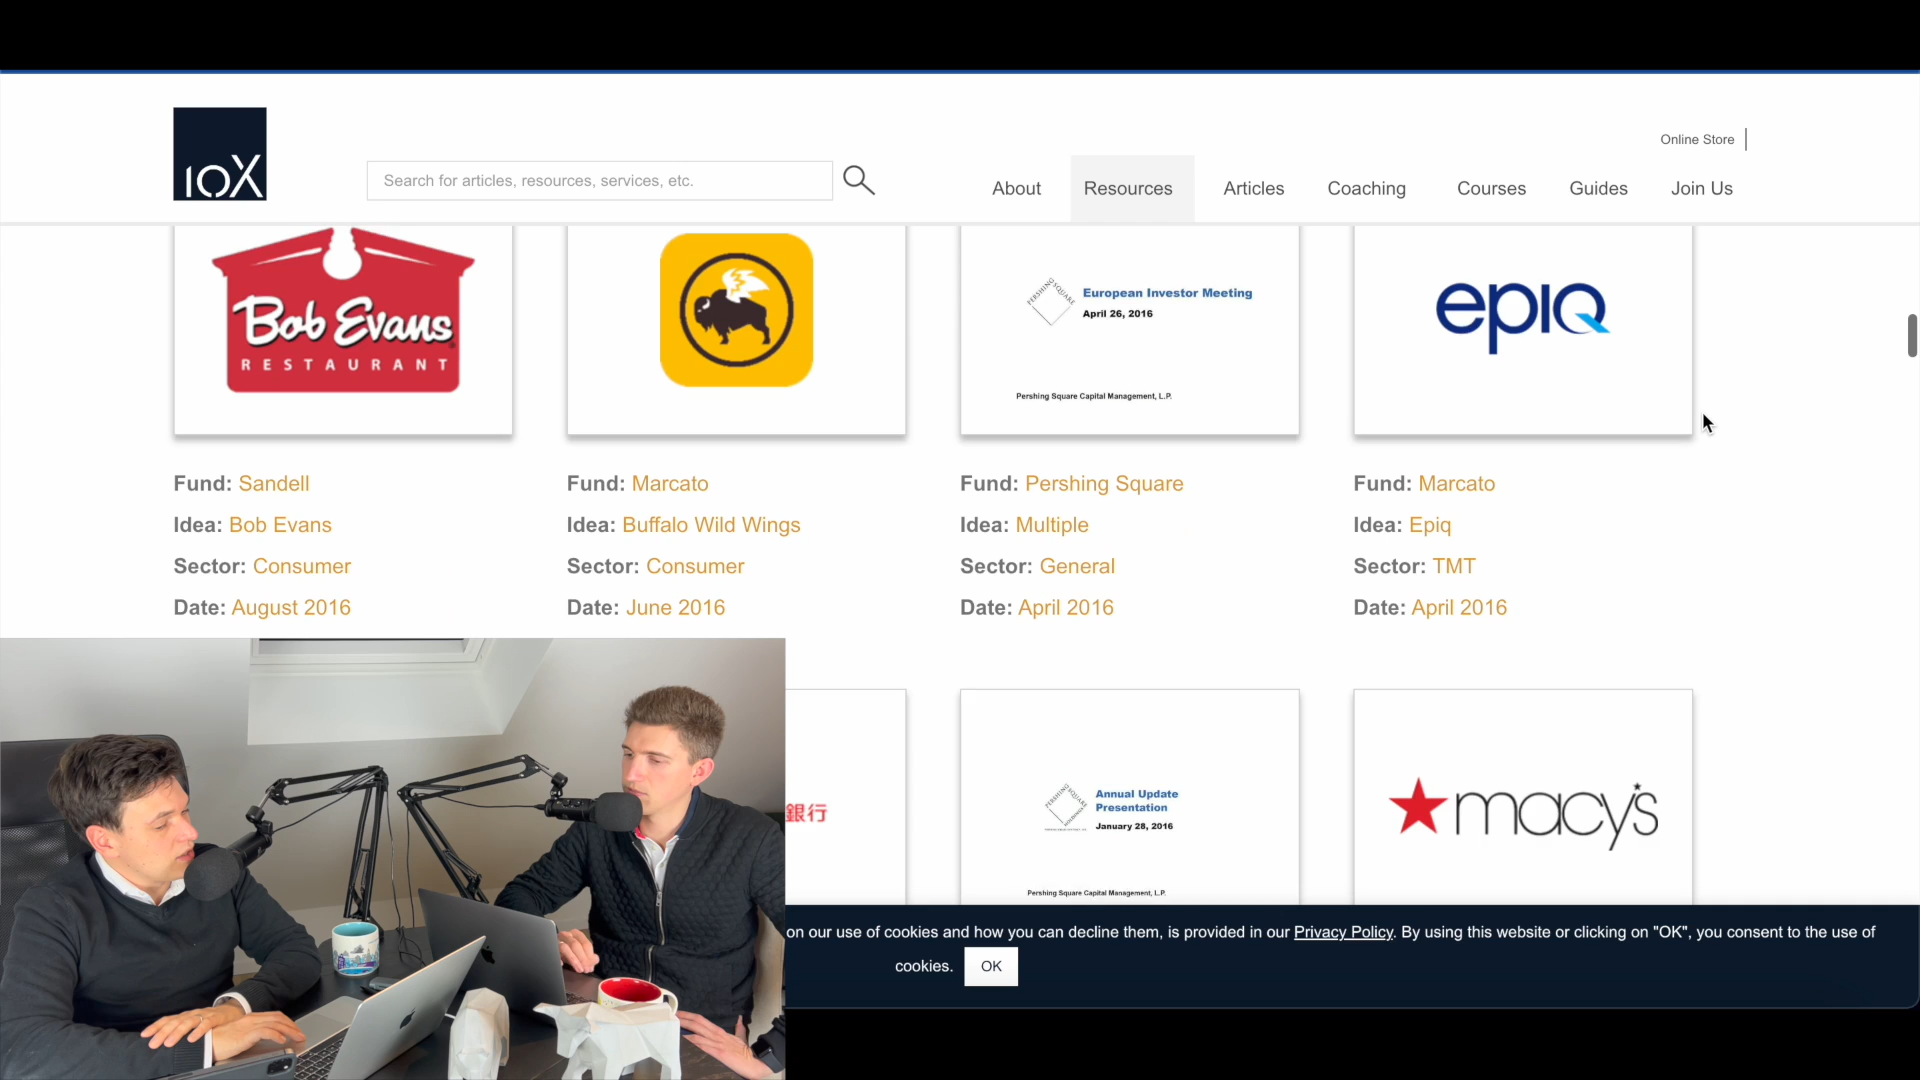 Online Store
10X
Search for articles, resources, services, etc.
About
Resources
Articles
Coaching
Courses
Guides
Join Us
Bob Evans
RESTAURANT
PERSHING SQUARE
European Investor Meeting
April 26, 2016
Pershing Square Capital Management, L.P.
epiq
Fund: Sandell
Idea: Bob Evans
Sector: Consumer
Date: August 2016
Fund: Marcato
Idea: Buffalo Wild Wings
Sector: Consumer
Date: June 2016
Fund: Pershing Square
Idea: Multiple
Sector: General
Date: April 2016
Fund: Marcato
Idea: Epiq
Sector: TMT
Date: April 2016
銀行
PERSHING SQUARE
Annual Update
Presentation
January 28, 2016
Pershing Square Capital Management, L.P.
macy's
on our use of cookies and how you can decline them, is provided in our Privacy Policy. By using this website or clicking on "OK", you consent to the use of
cookies.
OK